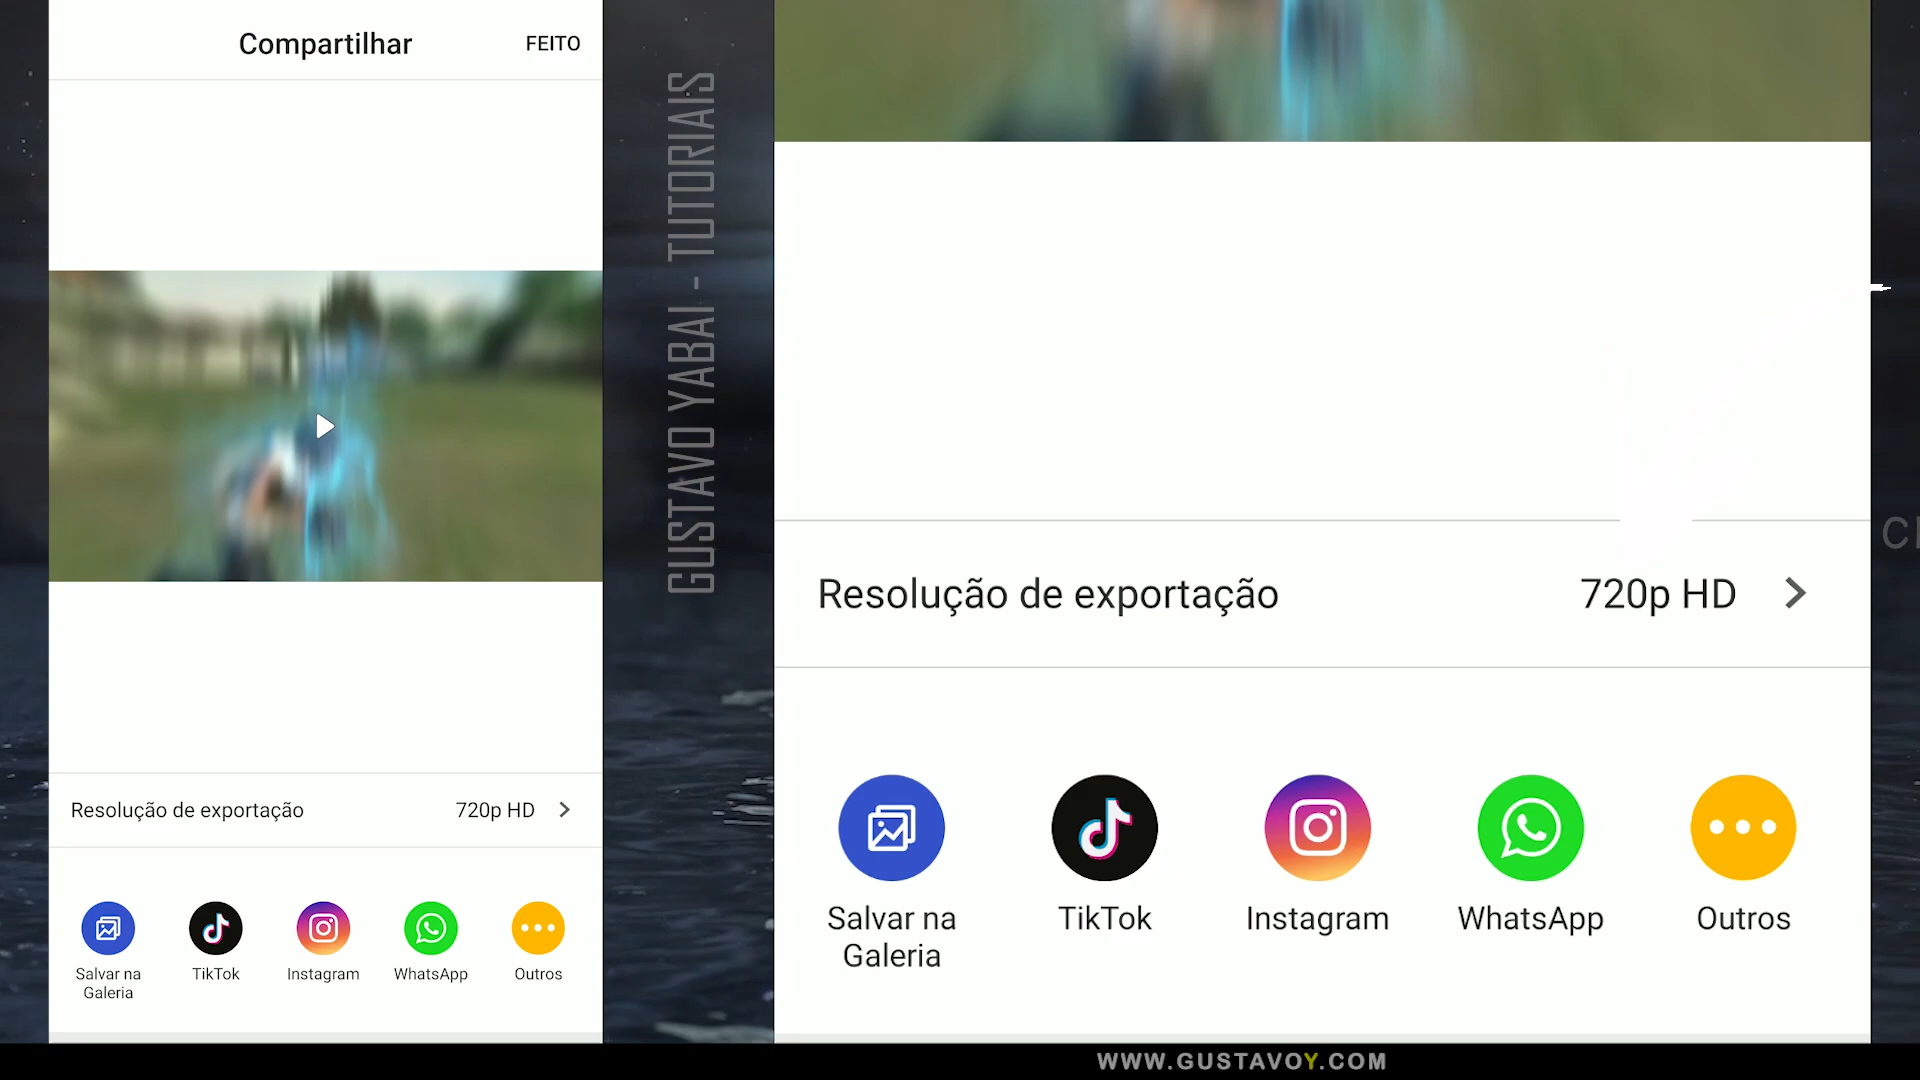 Compartilhar
FEITO
Resolução de exportação
720p HD
Salvar na
Galeria
TikTok
Instagram
WhatsApp
Outros
GUSTAVO YABAI - TUTORIAIS
Resolução de exportação
720p HD
Salvar na
Galeria
TikTok
Instagram
WhatsApp
Outros
WWW.GUSTAVOY.COM